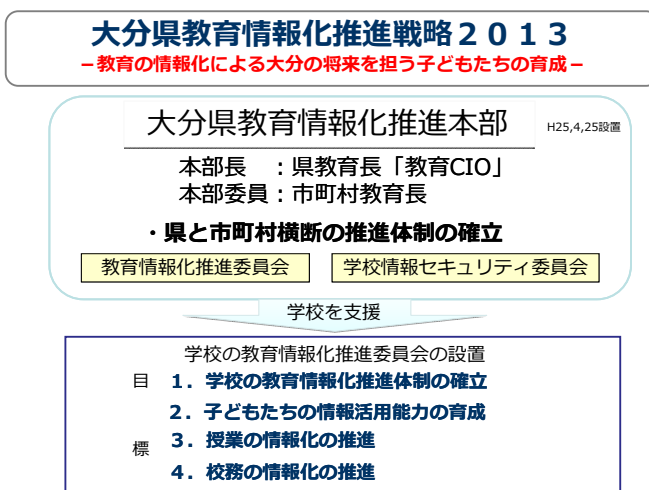 大分県教育情報化推進戦略２０１３
－教育の情報化による大分の将来を担う子どもたちの育成－
大分県教育情報化推進本部 H25,4,25設置
本部長　：県教育長「教育CIO」
本部委員：市町村教育長
・県と市町村横断の推進体制の確立
教育情報化推進委員会 学校情報セキュリティ委員会
学校を支援
学校の教育情報化推進委員会の設置
目 １．学校の教育情報化推進体制の確立
２．子どもたちの情報活用能力の育成
標 ３．授業の情報化の推進
４．校務の情報化の推進